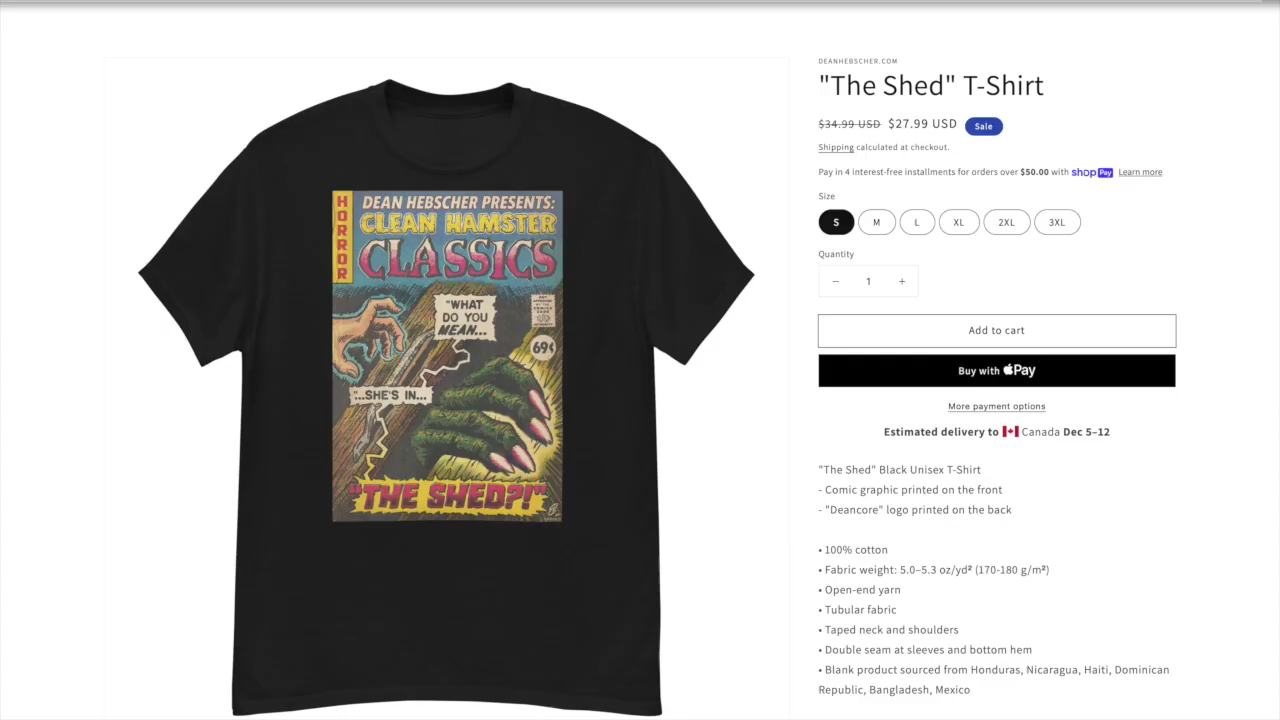 DEAN HEBSCHER PRESENTS:
CLEAN HAMSTER
CLASSICS
HORROR
"WHAT
DO YOU
MEAN...
69¢
"...SHE'S IN...
"THE SHED?!"
DEANHEBSCHER.COM
"The Shed" T-Shirt
$34.99 USD $27.99 USD Sale
Shipping calculated at checkout.
Pay in 4 interest-free installments for orders over $50.00 with shop Pay Learn more
Size
S M L XL 2XL 3XL
Quantity
− 1 +
Add to cart
Buy with Pay
More payment options
Estimated delivery to Canada Dec 5–12
"The Shed" Black Unisex T-Shirt
- Comic graphic printed on the front
- "Deancore" logo printed on the back
• 100% cotton
• Fabric weight: 5.0–5.3 oz/yd² (170-180 g/m²)
• Open-end yarn
• Tubular fabric
• Taped neck and shoulders
• Double seam at sleeves and bottom hem
• Blank product sourced from Honduras, Nicaragua, Haiti, Dominican
Republic, Bangladesh, Mexico